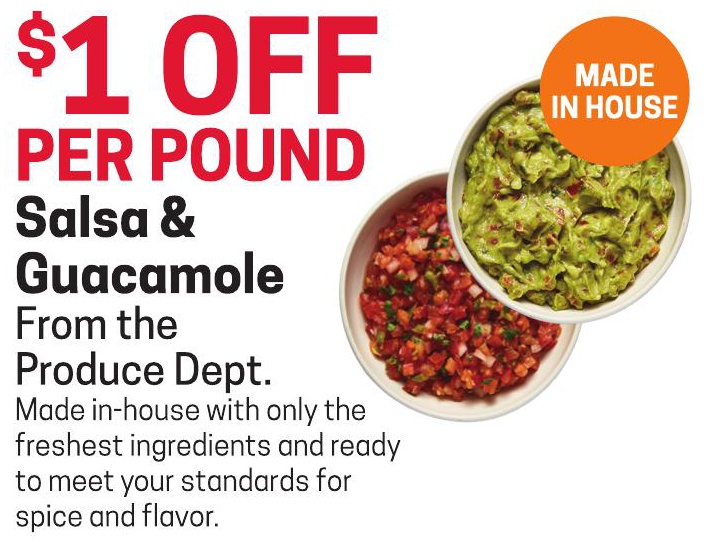 $1 OFF
PER POUND
Salsa &
Guacamole
From the
Produce Dept.
Made in-house with only the
freshest ingredients and ready
to meet your standards for
spice and flavor.
MADE
IN HOUSE